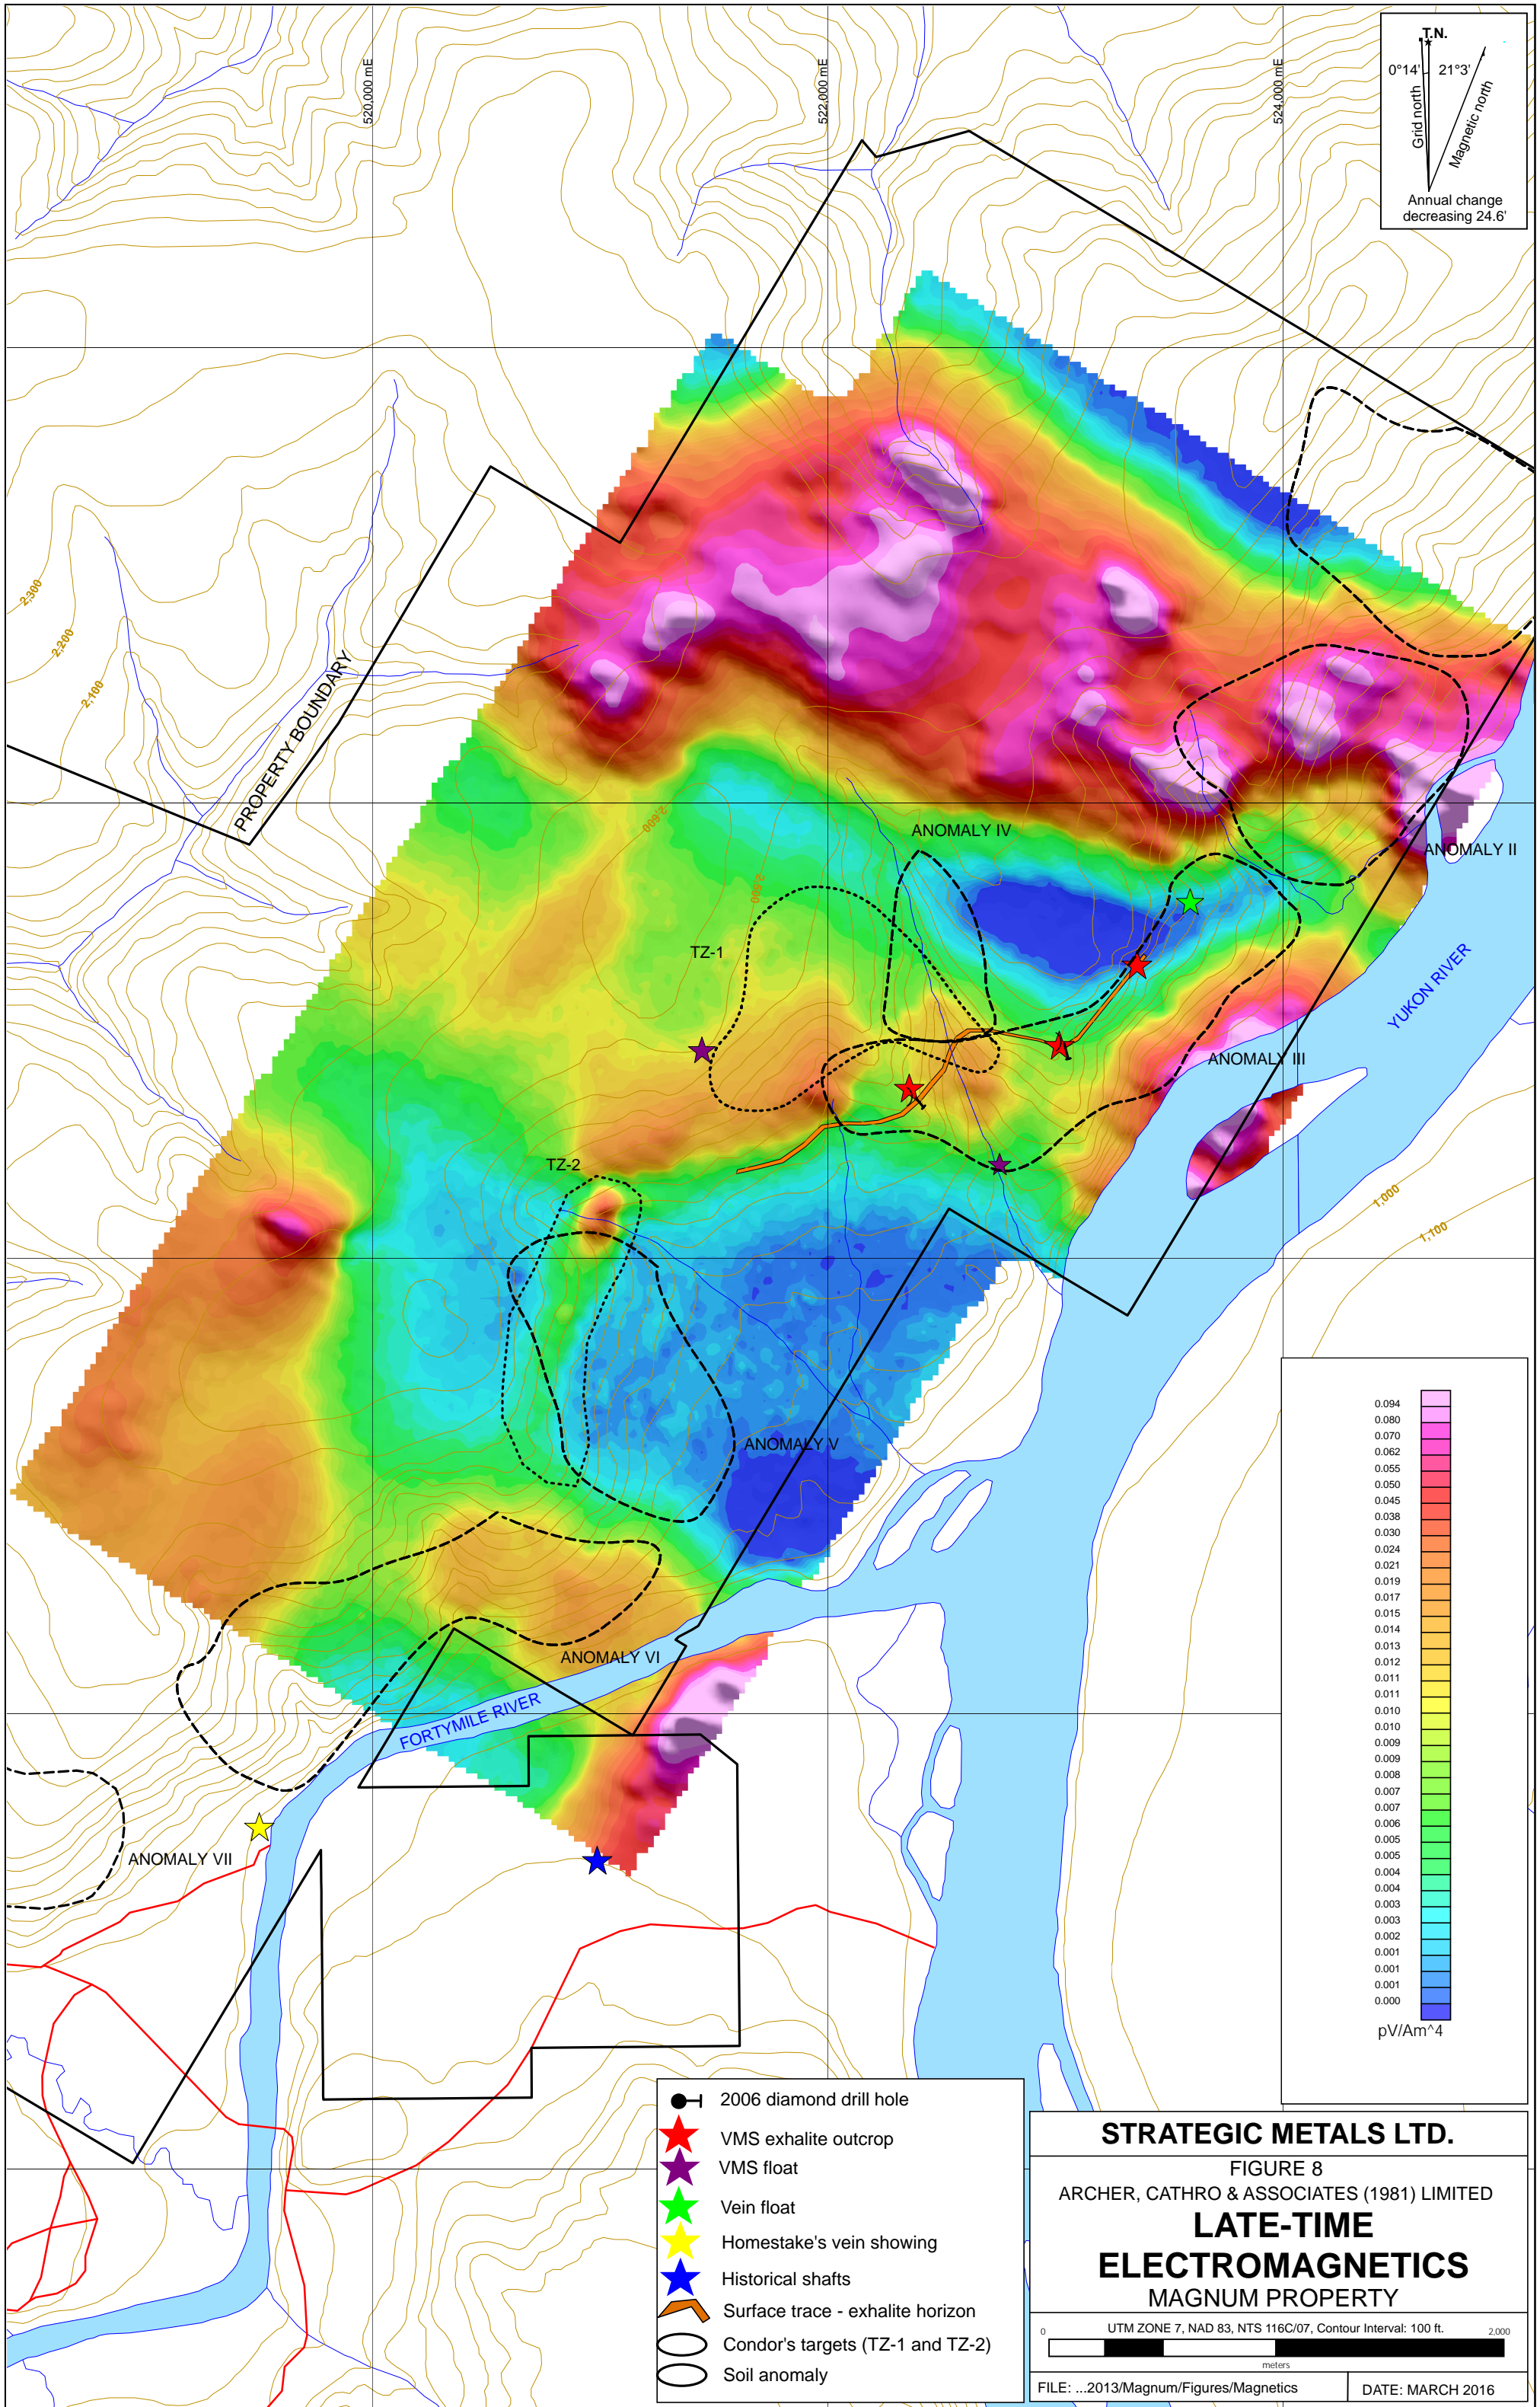 520,000 mE
522,000 mE
524,000 mE
T.N.
0°14'
21°3'
Grid north
Magnetic north
Annual change
decreasing 24.6'
2,300
2,200
2,100
PROPERTY BOUNDARY
2,600
2,600
ANOMALY IV
ANOMALY II
TZ-1
YUKON RIVER
ANOMALY III
TZ-2
1,000
1,100
ANOMALY V
ANOMALY VI
FORTYMILE RIVER
ANOMALY VII
0.094
0.080
0.070
0.062
0.055
0.050
0.045
0.038
0.030
0.024
0.021
0.019
0.017
0.015
0.014
0.013
0.012
0.011
0.011
0.010
0.010
0.009
0.009
0.008
0.007
0.007
0.006
0.005
0.005
0.004
0.004
0.003
0.003
0.002
0.001
0.001
0.001
0.000
pV/Am^4
2006 diamond drill hole
VMS exhalite outcrop
VMS float
Vein float
Homestake's vein showing
Historical shafts
Surface trace - exhalite horizon
Condor's targets (TZ-1 and TZ-2)
Soil anomaly
STRATEGIC METALS LTD.
FIGURE 8
ARCHER, CATHRO & ASSOCIATES (1981) LIMITED
LATE-TIME
ELECTROMAGNETICS
MAGNUM PROPERTY
UTM ZONE 7, NAD 83, NTS 116C/07, Contour Interval: 100 ft.
0
2,000
meters
FILE: ...2013/Magnum/Figures/Magnetics
DATE: MARCH 2016